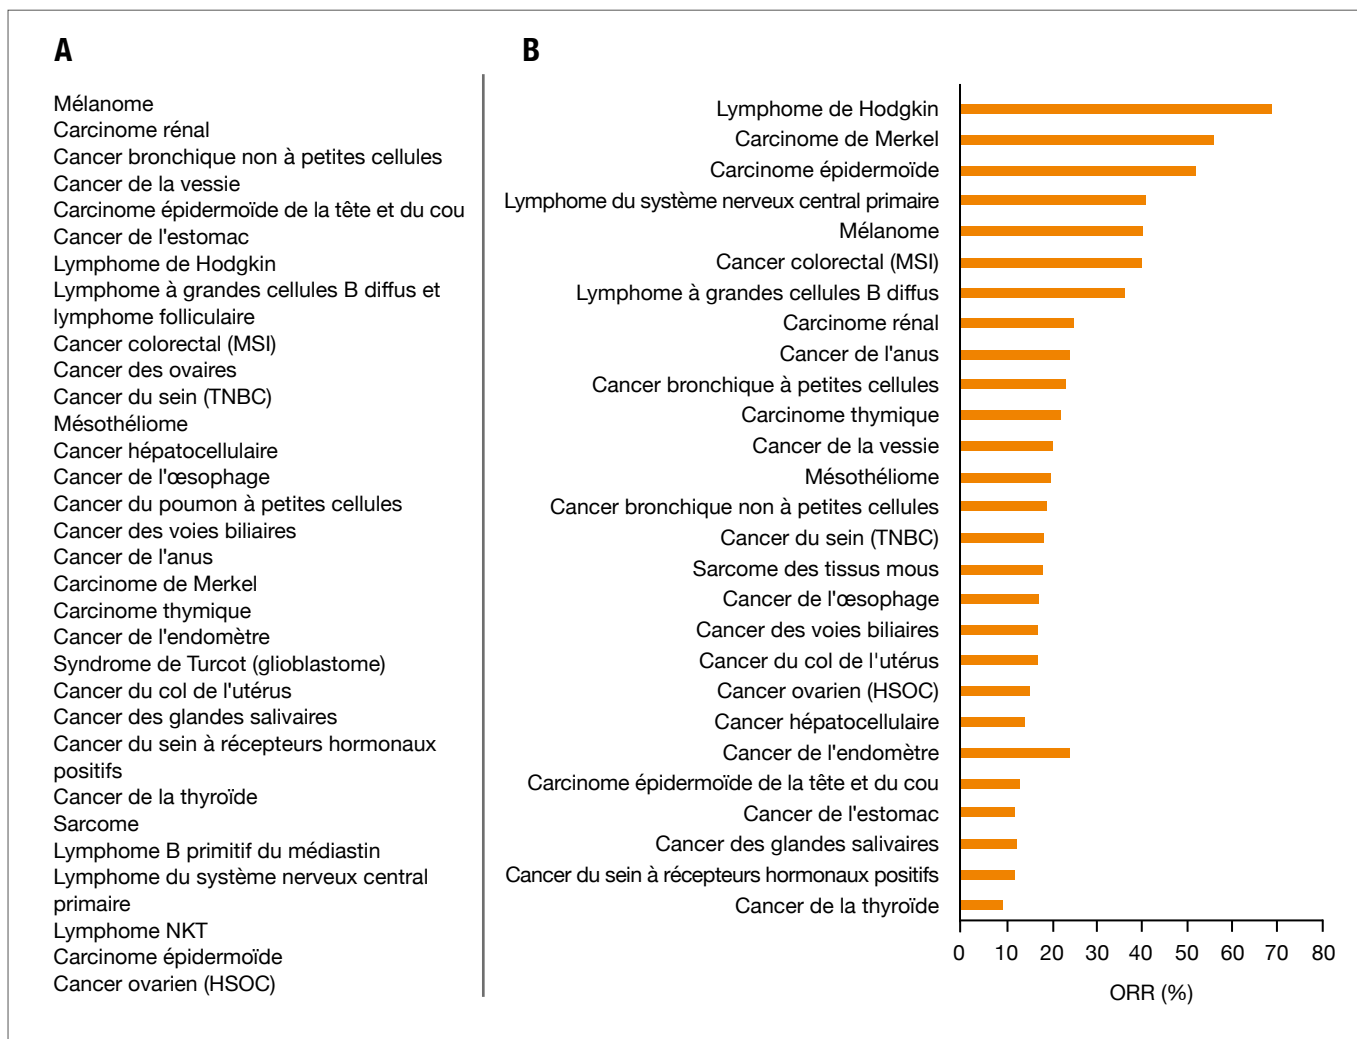 A
Mélanome
Carcinome rénal
Cancer bronchique non à petites cellules
Cancer de la vessie
Carcinome épidermoïde de la tête et du cou
Cancer de l'estomac
Lymphome de Hodgkin
Lymphome à grandes cellules B diffus et
lymphome folliculaire
Cancer colorectal (MSI)
Cancer des ovaires
Cancer du sein (TNBC)
Mésothéliome
Cancer hépatocellulaire
Cancer de l'œsophage
Cancer du poumon à petites cellules
Cancer des voies biliaires
Cancer de l'anus
Carcinome de Merkel
Carcinome thymique
Cancer de l'endomètre
Syndrome de Turcot (glioblastome)
Cancer du col de l'utérus
Cancer des glandes salivaires
Cancer du sein à récepteurs hormonaux
positifs
Cancer de la thyroïde
Sarcome
Lymphome B primitif du médiastin
Lymphome du système nerveux central
primaire
Lymphome NKT
Carcinome épidermoïde
Cancer ovarien (HSOC)
B
Lymphome de Hodgkin
Carcinome de Merkel
Carcinome épidermoïde
Lymphome du système nerveux central primaire
Mélanome
Cancer colorectal (MSI)
Lymphome à grandes cellules B diffus
Carcinome rénal
Cancer de l'anus
Cancer bronchique à petites cellules
Carcinome thymique
Cancer de la vessie
Mésothéliome
Cancer bronchique non à petites cellules
Cancer du sein (TNBC)
Sarcome des tissus mous
Cancer de l'œsophage
Cancer des voies biliaires
Cancer du col de l'utérus
Cancer ovarien (HSOC)
Cancer hépatocellulaire
Cancer de l'endomètre
Carcinome épidermoïde de la tête et du cou
Cancer de l'estomac
Cancer des glandes salivaires
Cancer du sein à récepteurs hormonaux positifs
Cancer de la thyroïde
0 10 20 30 40 50 60 70 80
ORR (%)